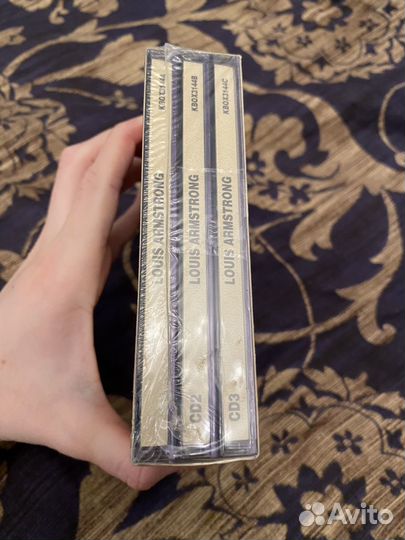 LOUIS ARMSTRONG
CD2 LOUIS ARMSTRONG KBOX3144B
CD3 LOUIS ARMSTRONG KBOX3144C
Avito